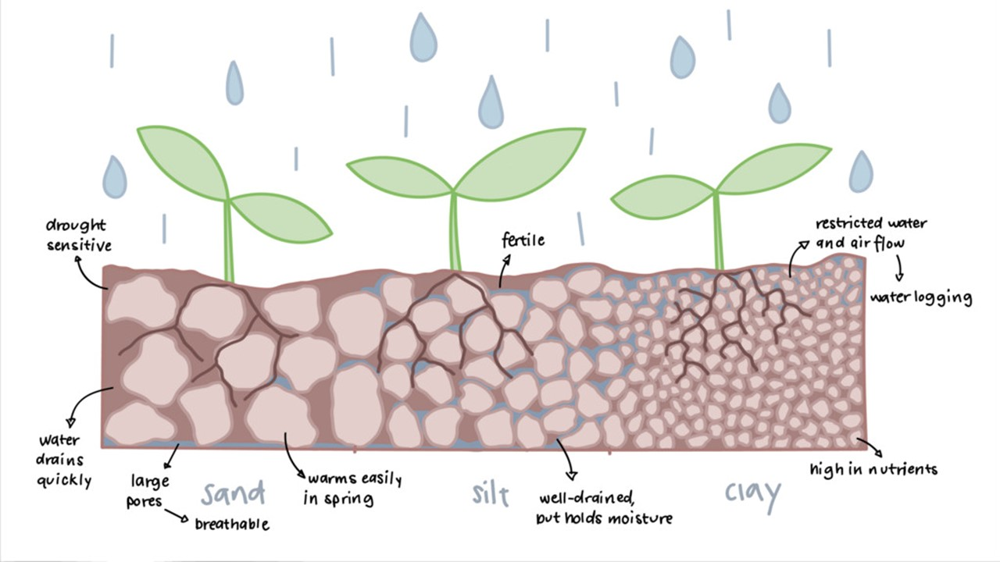 drought
sensitive
water
drains
quickly
large
pores
breathable
sand
warms easily
in spring
fertile
silt
well-drained,
but holds moisture
restricted water
and air flow
water logging
clay
high in nutrients